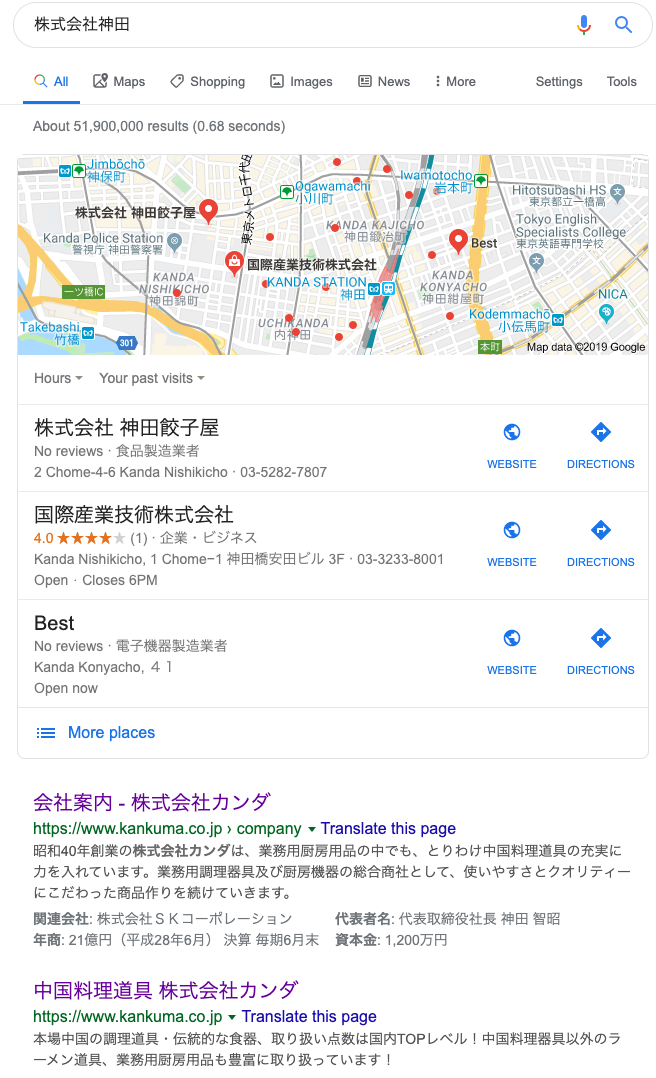 株式会社神田
All
Maps
Shopping
Images
News
More
Settings
Tools
About 51,900,000 results (0.68 seconds)
Jimbōchō
神保町
Ogawamachi
小川町
Iwamotocho
岩本町
Hitotsubashi HS
東京都立一橋高
東京メトロ千代田
株式会社 神田餃子屋
KANDA KAJICHO
神田鍛冶町
Tokyo English
Specialists College
東京英語専門学校
Kanda Police Station
警視庁 神田警察署
Best
国際産業技術株式会社
KANDA STATION
神田
KANDA
NISHIKICHO
神田錦町
KANDA
KONYACHO
神田紺屋町
NICA
一ツ橋IC
UCHIKANDA
内神田
Kodemmachō
小伝馬町
Takebashi
竹橋
301
本町
Map data ©2019 Google
Hours
Your past visits
株式会社 神田餃子屋
No reviews · 食品製造業者
2 Chome-4-6 Kanda Nishikicho · 03-5282-7807
WEBSITE
DIRECTIONS
国際産業技術株式会社
4.0 ★★★★★ (1) · 企業・ビジネス
Kanda Nishikicho, 1 Chome−1 神田橋安田ビル 3F · 03-3233-8001
Open · Closes 6PM
WEBSITE
DIRECTIONS
Best
No reviews · 電子機器製造業者
Kanda Konyacho, ４１
Open now
WEBSITE
DIRECTIONS
More places
会社案内 - 株式会社カンダ
https://www.kankuma.co.jp › company ▼ Translate this page
昭和40年創業の株式会社カンダは、業務用厨房用品の中でも、とりわけ中国料理道具の充実に
力を入れています。業務用調理器具及び厨房機器の総合商社として、使いやすさとクオリティー
にこだわった商品作りを続けていきます。
関連会社: 株式会社ＳＫコーポレーション 代表者名: 代表取締役社長 神田 智昭
年商: 21億円（平成28年6月） 決算 毎期6月末 資本金: 1,200万円
中国料理道具 株式会社カンダ
https://www.kankuma.co.jp ▼ Translate this page
本場中国の調理道具・伝統的な食器、取り扱い点数は国内TOPレベル！中国料理器具以外のラ
ーメン道具、業務用厨房用品も豊富に取り扱っています！